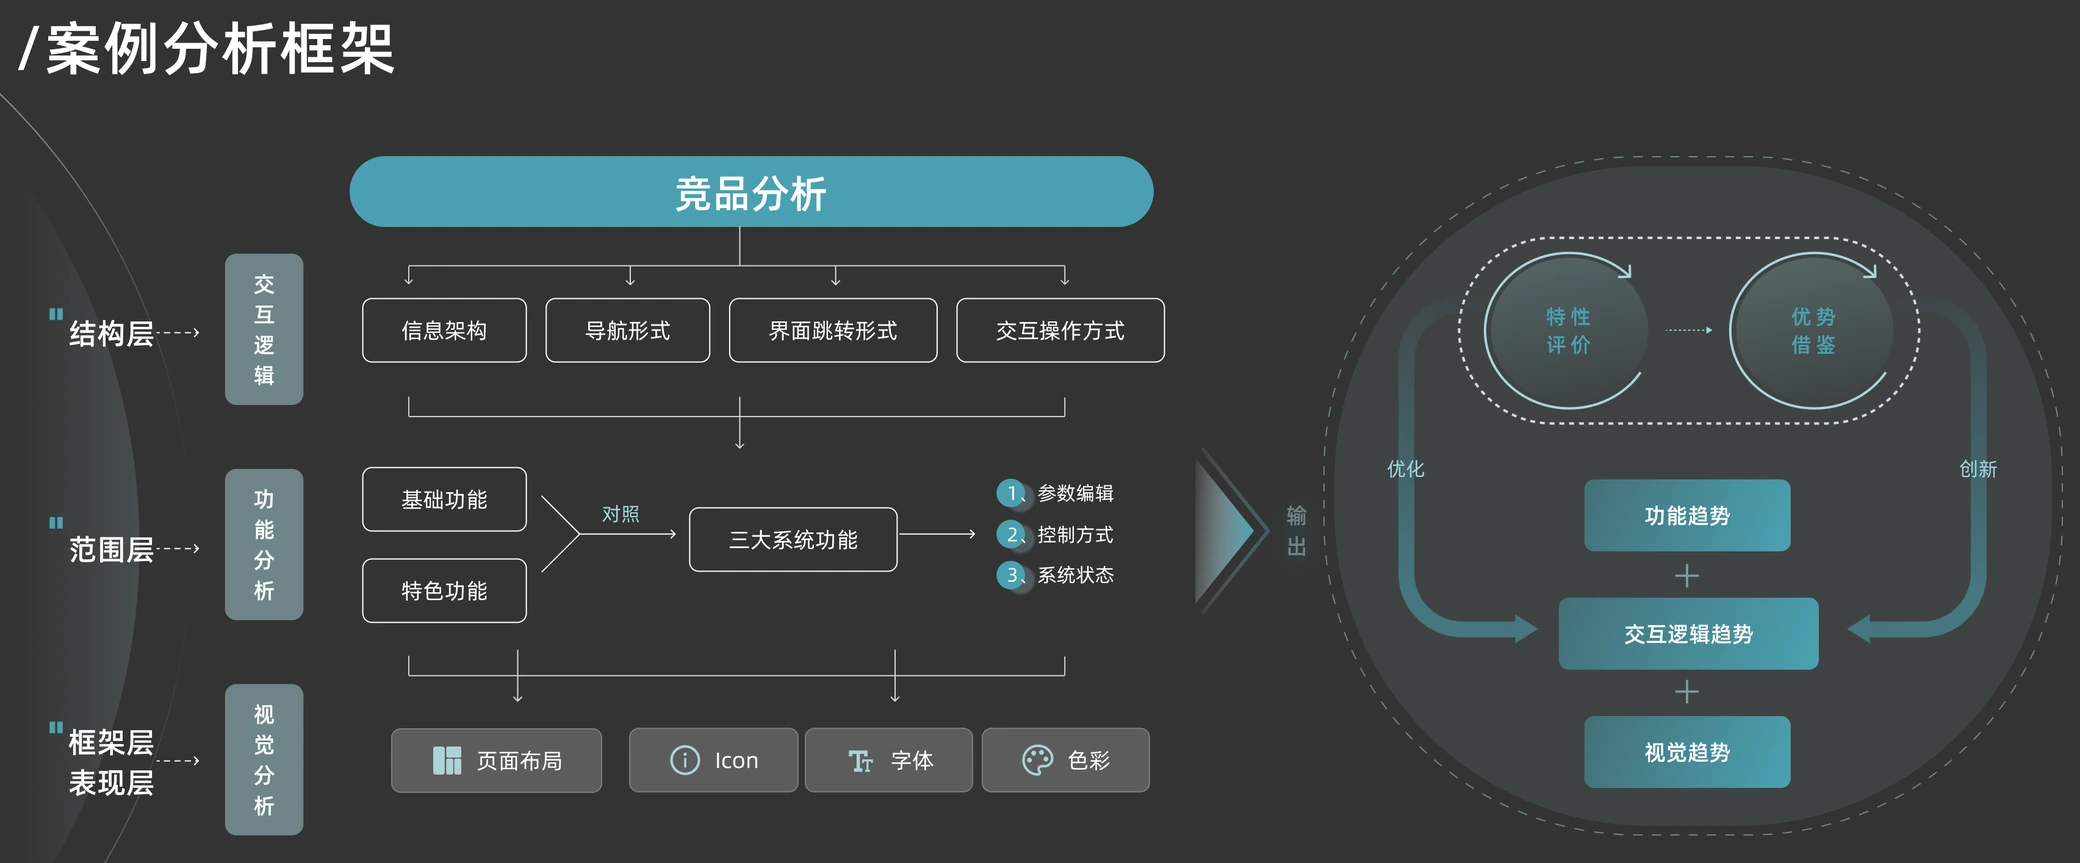 /案例分析框架
竞品分析
结构层
交互逻辑
信息架构
导航形式
界面跳转形式
交互操作方式
范围层
功能分析
基础功能
特色功能
对照
三大系统功能
1、参数编辑
2、控制方式
3、系统状态
框架层
表现层
视觉分析
页面布局
Icon
字体
色彩
输出
特性
评价
优势
借鉴
优化
创新
功能趋势
+
交互逻辑趋势
+
视觉趋势